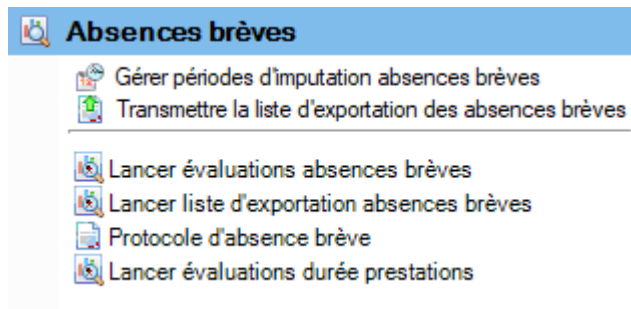 Absences brèves
Gérer périodes d'imputation absences brèves
Transmettre la liste d'exportation des absences brèves
Lancer évaluations absences brèves
Lancer liste d'exportation absences brèves
Protocole d'absence brève
Lancer évaluations durée prestations